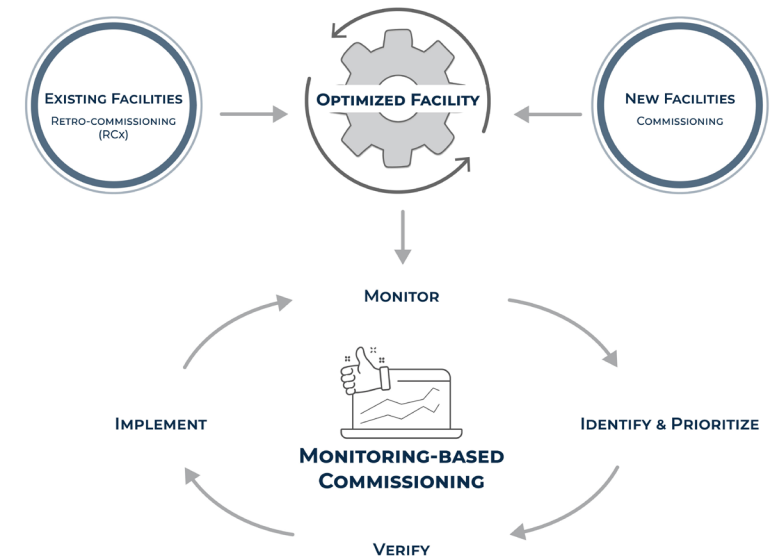 EXISTING FACILITIES
RETRO-COMMISSIONING
(RCX)
OPTIMIZED FACILITY
NEW FACILITIES
COMMISSIONING
MONITOR
IMPLEMENT
IDENTIFY & PRIORITIZE
MONITORING-BASED
COMMISSIONING
VERIFY